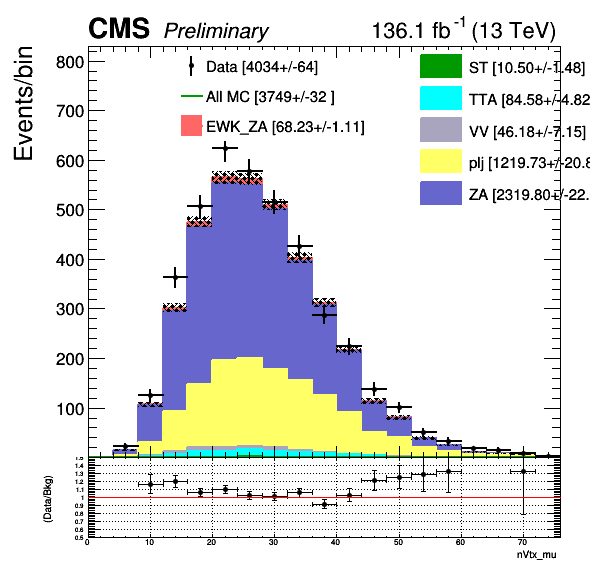 CMS Preliminary 136.1 fb⁻¹ (13 TeV)
Events/bin
800
700
600
500
400
300
200
100
Data [4034+/-64]
All MC [3749+/-32 ]
EWK_ZA [68.23+/-1.11]
ST [10.50+/-1.48]
TTA [84.58+/-4.82
VV [46.18+/-7.15]
plj [1219.73+/-20.8
ZA [2319.80+/-22.
(Data/Bkg)
1.5
1.4
1.3
1.2
1.1
1
0.9
0.8
0.7
0.6
0.5
0 10 20 30 40 50 60 70
nVtx_mu